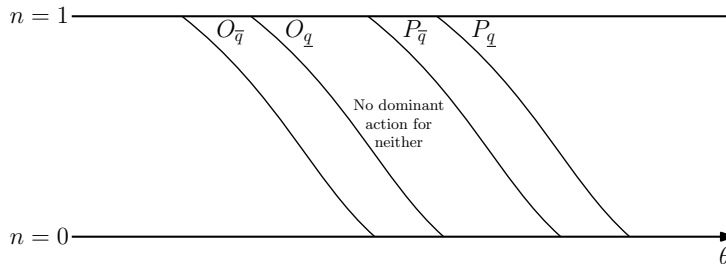 n = 1
O_q̅ O_q̲ P_q̅ P_q̲
No dominant
action for
neither
n = 0
θ